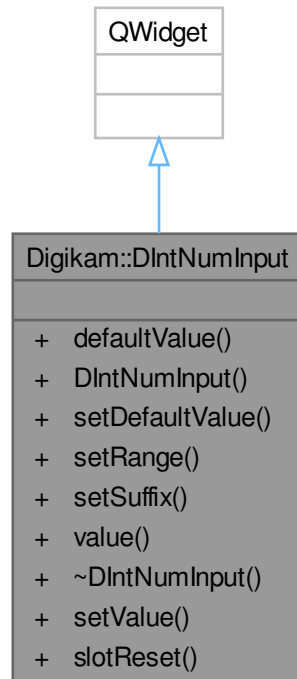 QWidget
Digikam::DIntNumInput
+ defaultValue()
+ DIntNumInput()
+ setDefaultValue()
+ setRange()
+ setSuffix()
+ value()
+ ~DIntNumInput()
+ setValue()
+ slotReset()